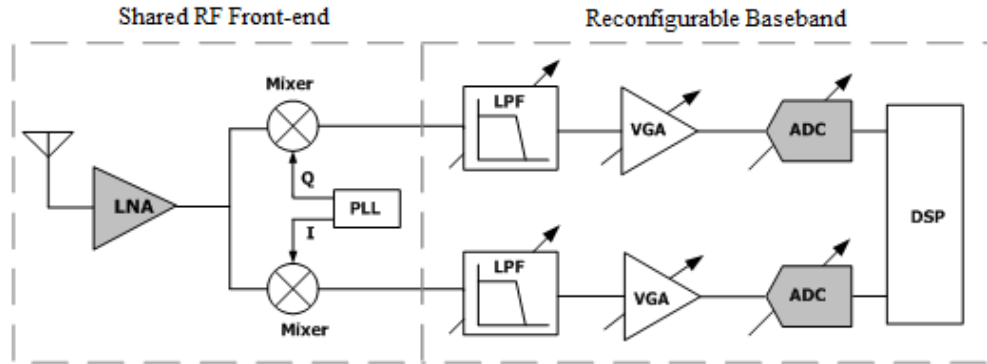 Shared RF Front-end
Reconfigurable Baseband
Mixer
LPF
VGA
ADC
Q
LNA
PLL
DSP
I
LPF
VGA
ADC
Mixer